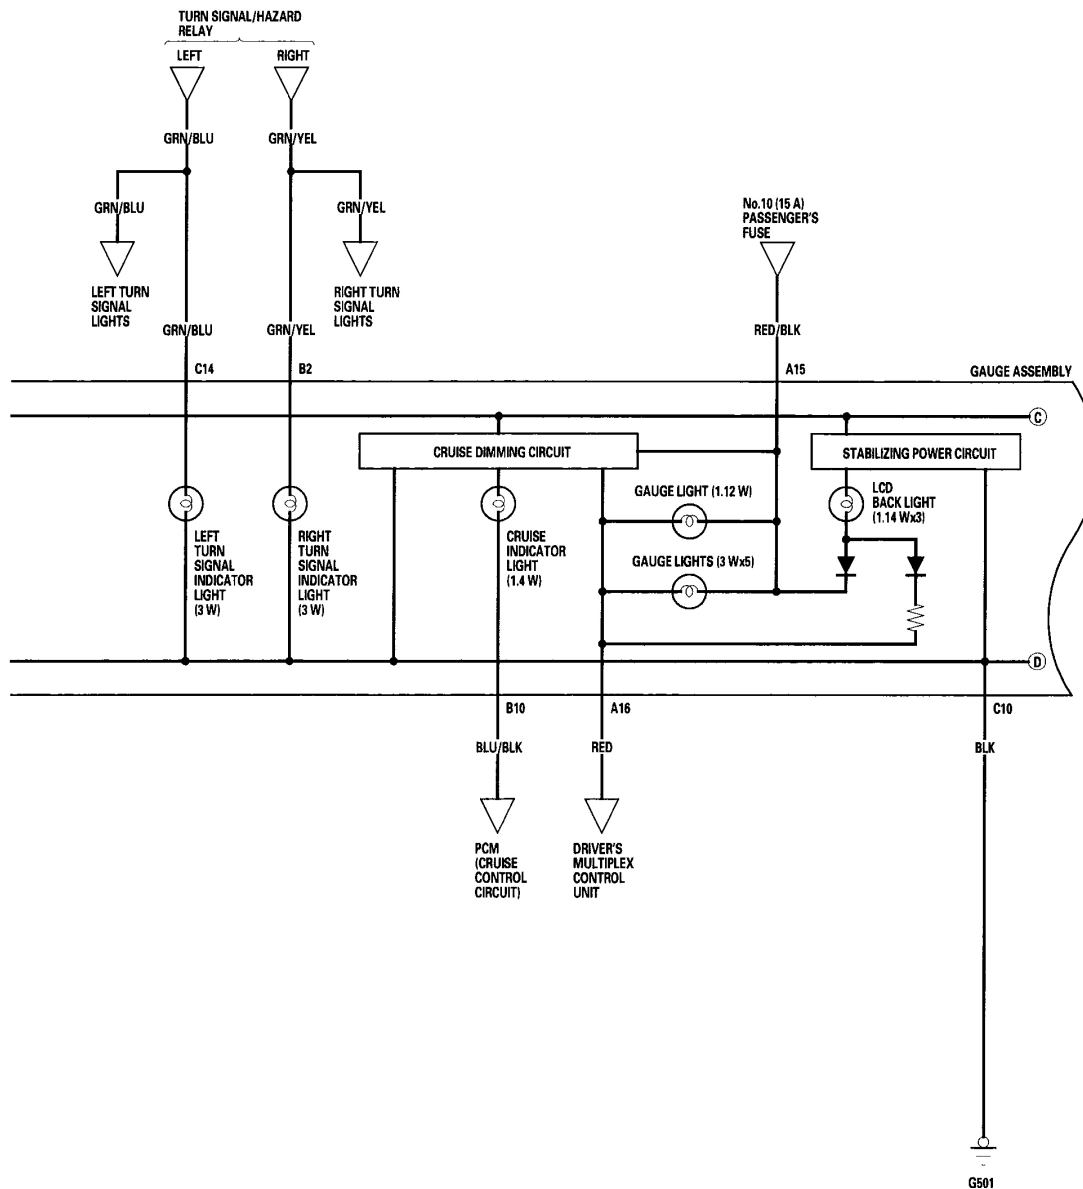 TURN SIGNAL/HAZARD
RELAY
LEFT
RIGHT
GRN/BLU
GRN/YEL
GRN/BLU
GRN/YEL
No.10 (15 A)
PASSENGER'S
FUSE
LEFT TURN
SIGNAL
LIGHTS
RIGHT TURN
SIGNAL
LIGHTS
GRN/BLU
GRN/YEL
RED/BLK
C14
B2
A15
GAUGE ASSEMBLY
C
CRUISE DIMMING CIRCUIT
STABILIZING POWER CIRCUIT
GAUGE LIGHT (1.12 W)
LCD
BACK LIGHT
(1.14 Wx3)
LEFT
TURN
SIGNAL
INDICATOR
LIGHT
(3 W)
RIGHT
TURN
SIGNAL
INDICATOR
LIGHT
(3 W)
CRUISE
INDICATOR
LIGHT
(1.4 W)
GAUGE LIGHTS (3 Wx5)
D
B10
A16
C10
BLU/BLK
RED
BLK
PCM
(CRUISE
CONTROL
CIRCUIT)
DRIVER'S
MULTIPLEX
CONTROL
UNIT
G501